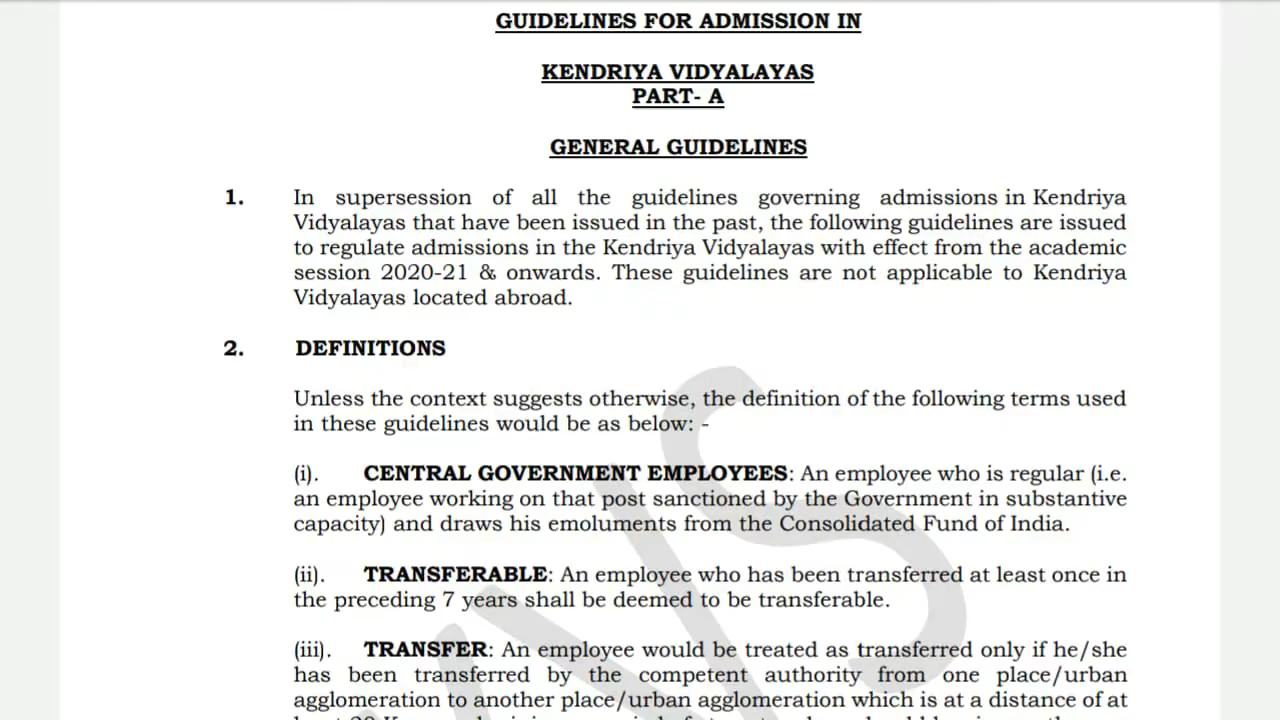 GUIDELINES FOR ADMISSION IN
KENDRIYA VIDYALAYAS
PART- A
GENERAL GUIDELINES
1. In supersession of all the guidelines governing admissions in Kendriya
Vidyalayas that have been issued in the past, the following guidelines are issued
to regulate admissions in the Kendriya Vidyalayas with effect from the academic
session 2020-21 & onwards. These guidelines are not applicable to Kendriya
Vidyalayas located abroad.
2. DEFINITIONS
Unless the context suggests otherwise, the definition of the following terms used
in these guidelines would be as below: -
(i). CENTRAL GOVERNMENT EMPLOYEES: An employee who is regular (i.e.
an employee working on that post sanctioned by the Government in substantive
capacity) and draws his emoluments from the Consolidated Fund of India.
(ii). TRANSFERABLE: An employee who has been transferred at least once in
the preceding 7 years shall be deemed to be transferable.
(iii). TRANSFER: An employee would be treated as transferred only if he/she
has been transferred by the competent authority from one place/urban
agglomeration to another place/urban agglomeration which is at a distance of at